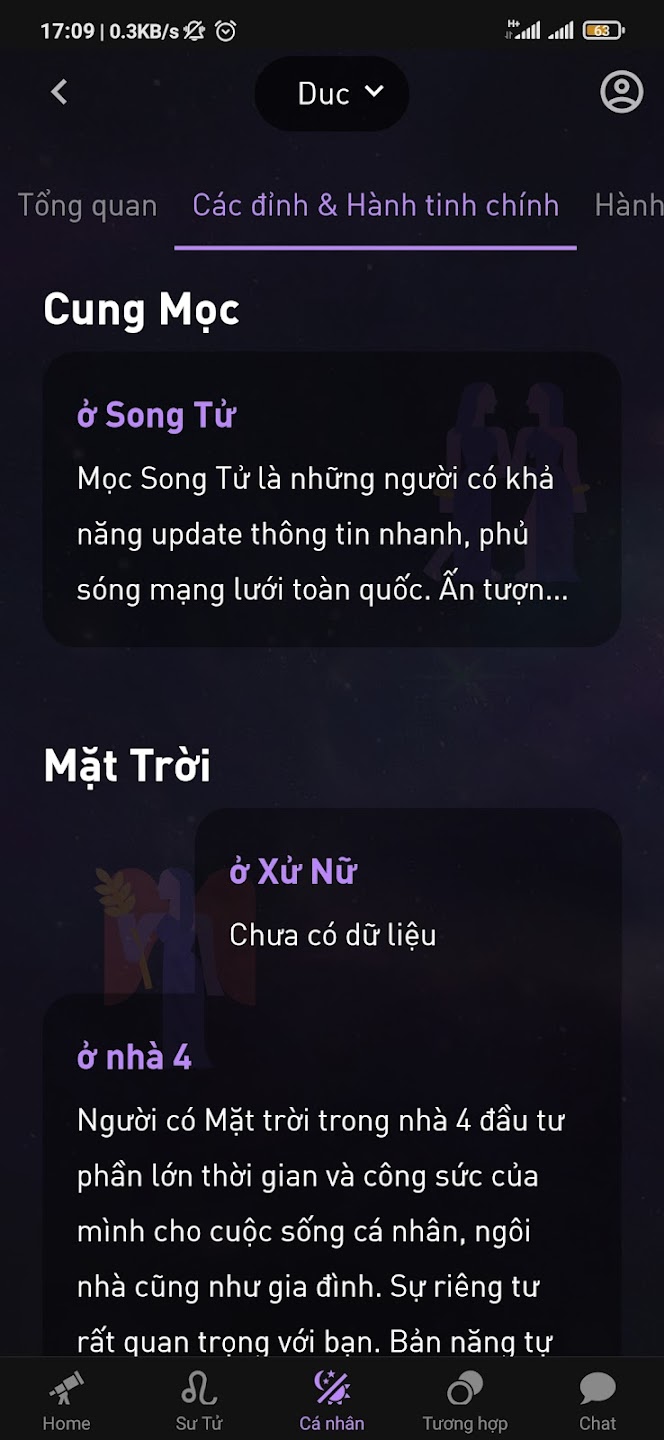 17:09 | 0.3KB/s
H+
63
Duc
Tổng quan
Các đỉnh & Hành tinh chính
Hành
Cung Mọc
ở Song Tử
Mọc Song Tử là những người có khả
năng update thông tin nhanh, phủ
sóng mạng lưới toàn quốc. Ấn tượn...
Mặt Trời
ở Xử Nữ
Chưa có dữ liệu
ở nhà 4
Người có Mặt trời trong nhà 4 đầu tư
phần lớn thời gian và công sức của
mình cho cuộc sống cá nhân, ngôi
nhà cũng như gia đình. Sự riêng tư
rất quan trọng với bạn. Bản năng tự
Home
Sư Tử
Cá nhân
Tương hợp
Chat